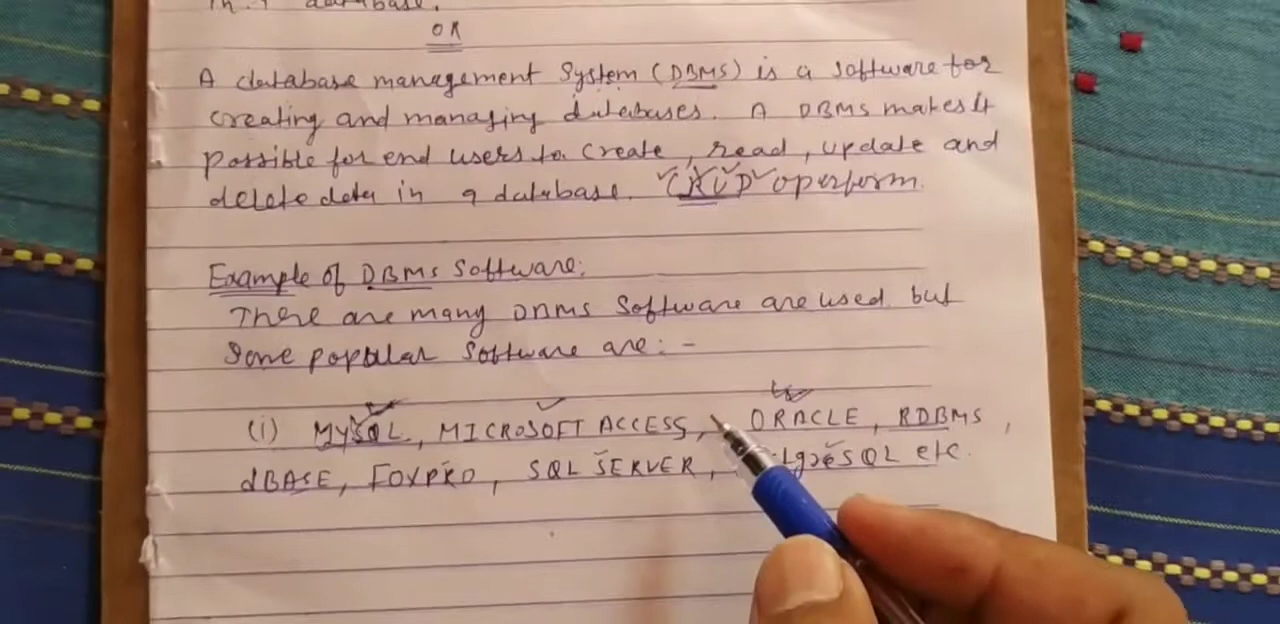 in a database.
OR
A database management System (DBMS) is a software for
creating and managing databases. A DBMS makes it
possible for end users to create, read, update and
delete data in a database. CRUD operform.
Example of DBMS Software:
There are many DBMS Software are used but
Some popular Software are:-
(i) MySQL, MICROSOFT ACCESS, ORACLE, RDBMS,
dBASE, FOXPRO, SQL SERVER, etc.